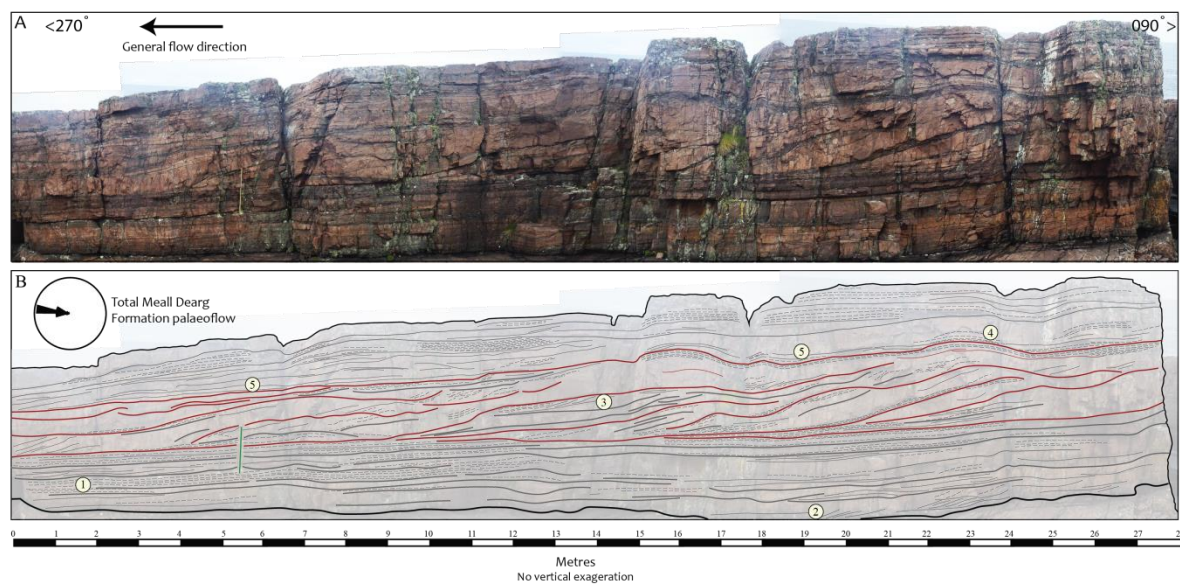 A
<270°
090°>
General flow direction
B
Total Meall Dearg
Formation palaeoflow
4
5
5
3
1
2
0 1 2 3 4 5 6 7 8 9 10 11 12 13 14 15 16 17 18 19 20 21 22 23 24 25 26 27 2
Metres
No vertical exageration